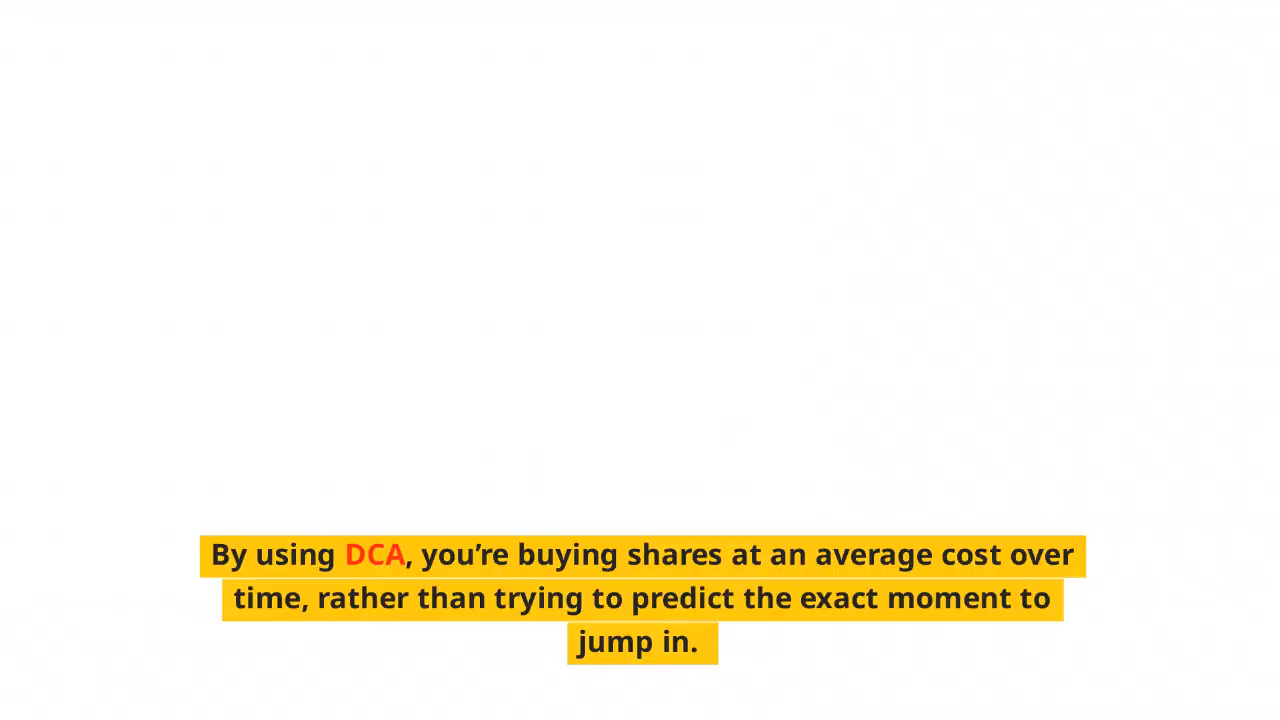 By using DCA, you’re buying shares at an average cost over
time, rather than trying to predict the exact moment to
jump in.